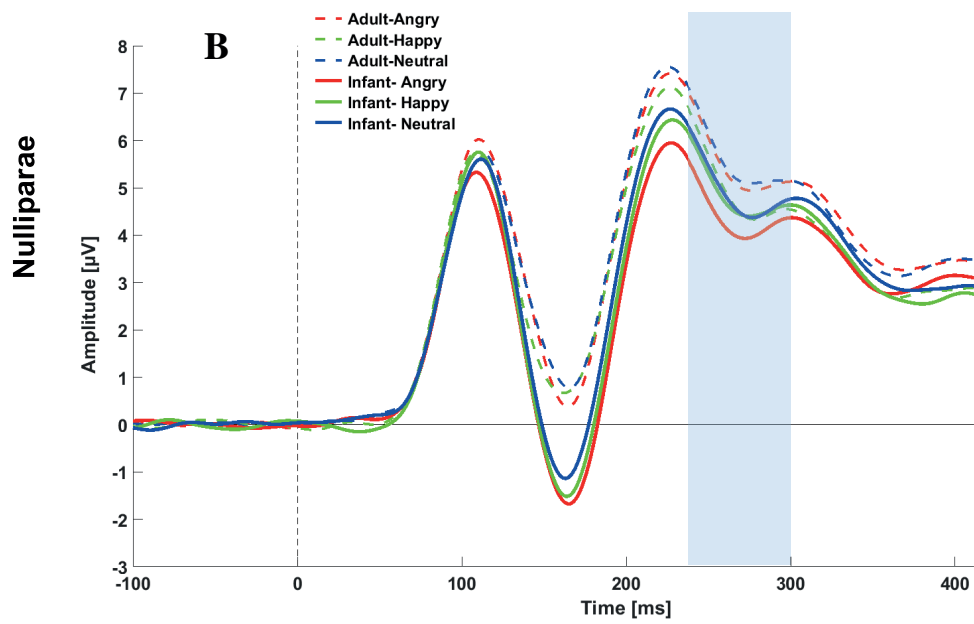 B
Adult-Angry
Adult-Happy
Adult-Neutral
Infant- Angry
Infant- Happy
Infant- Neutral
Nulliparae
Amplitude [µV]
8
7
6
5
4
3
2
1
0
-1
-2
-3
-100
0
100
200
300
400
Time [ms]